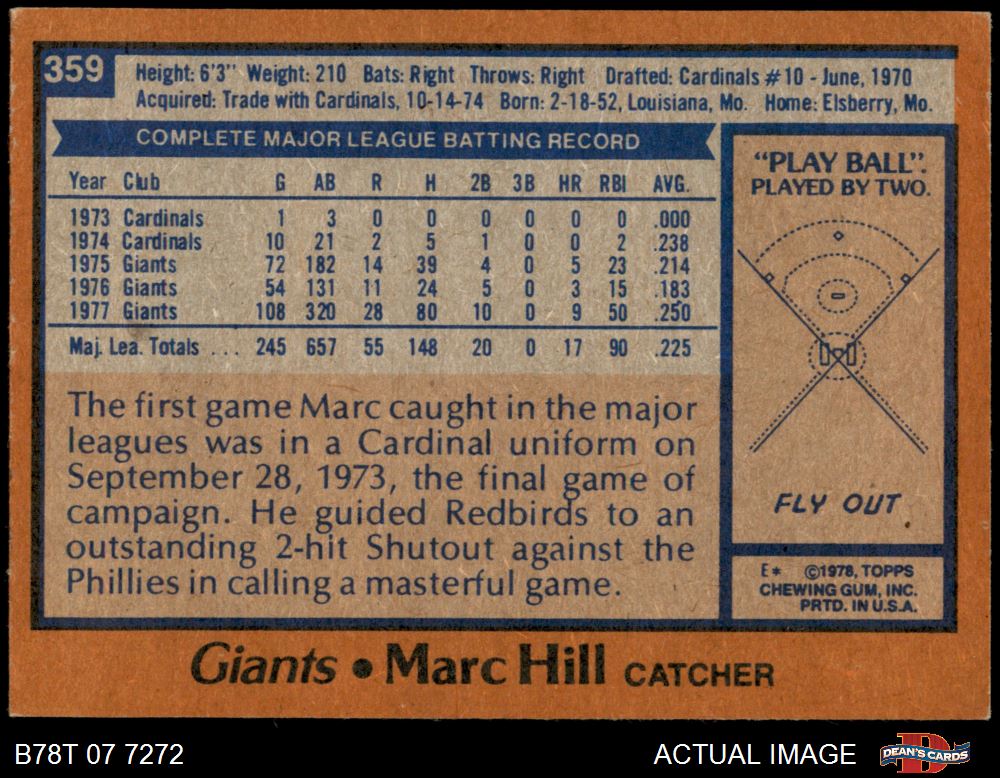 359
Height: 6'3" Weight: 210 Bats: Right Throws: Right Drafted: Cardinals #10 - June, 1970
Acquired: Trade with Cardinals, 10-14-74 Born: 2-18-52, Louisiana, Mo. Home: Elsberry, Mo.
COMPLETE MAJOR LEAGUE BATTING RECORD
Year Club G AB R H 2B 3B HR RBI AVG.
1973 Cardinals 1 3 0 0 0 0 0 0 .000
1974 Cardinals 10 21 2 5 1 0 0 2 .238
1975 Giants 72 182 14 39 4 0 5 23 .214
1976 Giants 54 131 11 24 5 0 3 15 .183
1977 Giants 108 320 28 80 10 0 9 50 .250
Maj. Lea. Totals ... 245 657 55 148 20 0 17 90 .225
The first game Marc caught in the major
leagues was in a Cardinal uniform on
September 28, 1973, the final game of
campaign. He guided Redbirds to an
outstanding 2-hit Shutout against the
Phillies in calling a masterful game.
"PLAY BALL":
PLAYED BY TWO.
FLY OUT
E* ©1978, TOPPS
CHEWING GUM, INC.
PRTD. IN U.S.A.
Giants • Marc Hill CATCHER
B78T 07 7272
ACTUAL IMAGE
DEAN'S CARDS